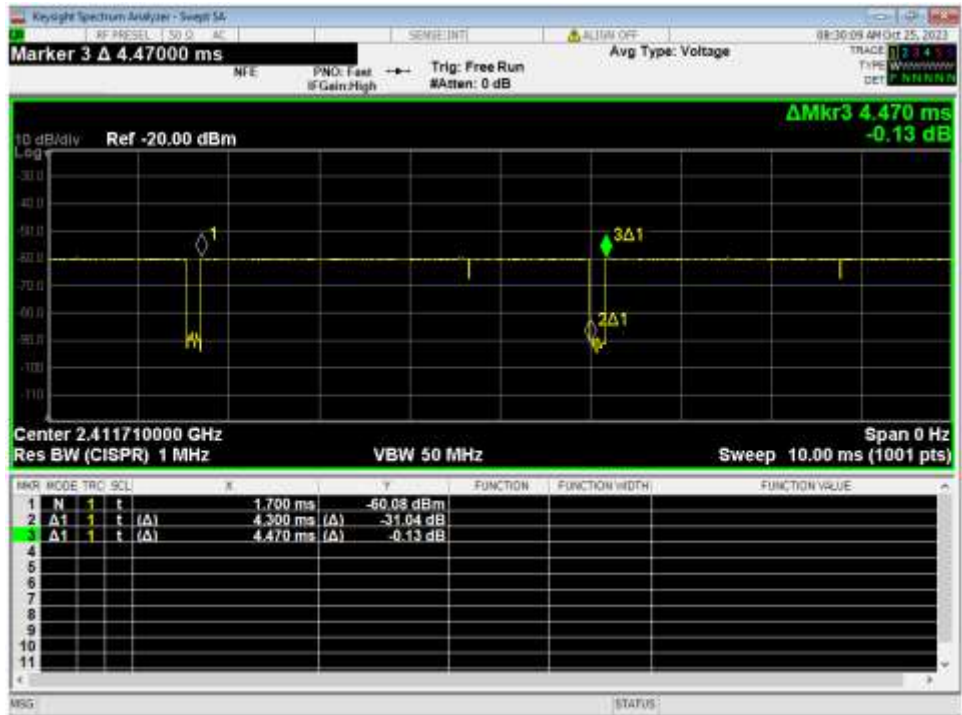 Keysight Spectrum Analyzer - Swept SA
RF PRESEL 50 Ω AC SENSE:INT ALIGN OFF 08:30:09 AM Oct 25, 2023
Marker 3 Δ 4.47000 ms
Avg Type: Voltage
TRACE 1 2 3 4 5 6
NFE PNO: Fast Trig: Free Run
TYPE
IFGain:High #Atten: 0 dB
DET P N N N N N
ΔMkr3 4.470 ms
-0.13 dB
10 dB/div Ref -20.00 dBm
Log
-30.0
-40.0
-50.0
-60.0
-70.0
-80.0
-90.0
-100
-110
1
3Δ1
2Δ1
Center 2.411710000 GHz Span 0 Hz
Res BW (CISPR) 1 MHz VBW 50 MHz Sweep 10.00 ms (1001 pts)
MKR MODE TRC SCL X Y FUNCTION FUNCTION WIDTH FUNCTION VALUE
1 N 1 t 1.700 ms -60.08 dBm
2 Δ1 1 t (Δ) 4.300 ms (Δ) -31.04 dB
3 Δ1 1 t (Δ) 4.470 ms (Δ) -0.13 dB
4
5
6
7
8
9
10
11
MSG STATUS